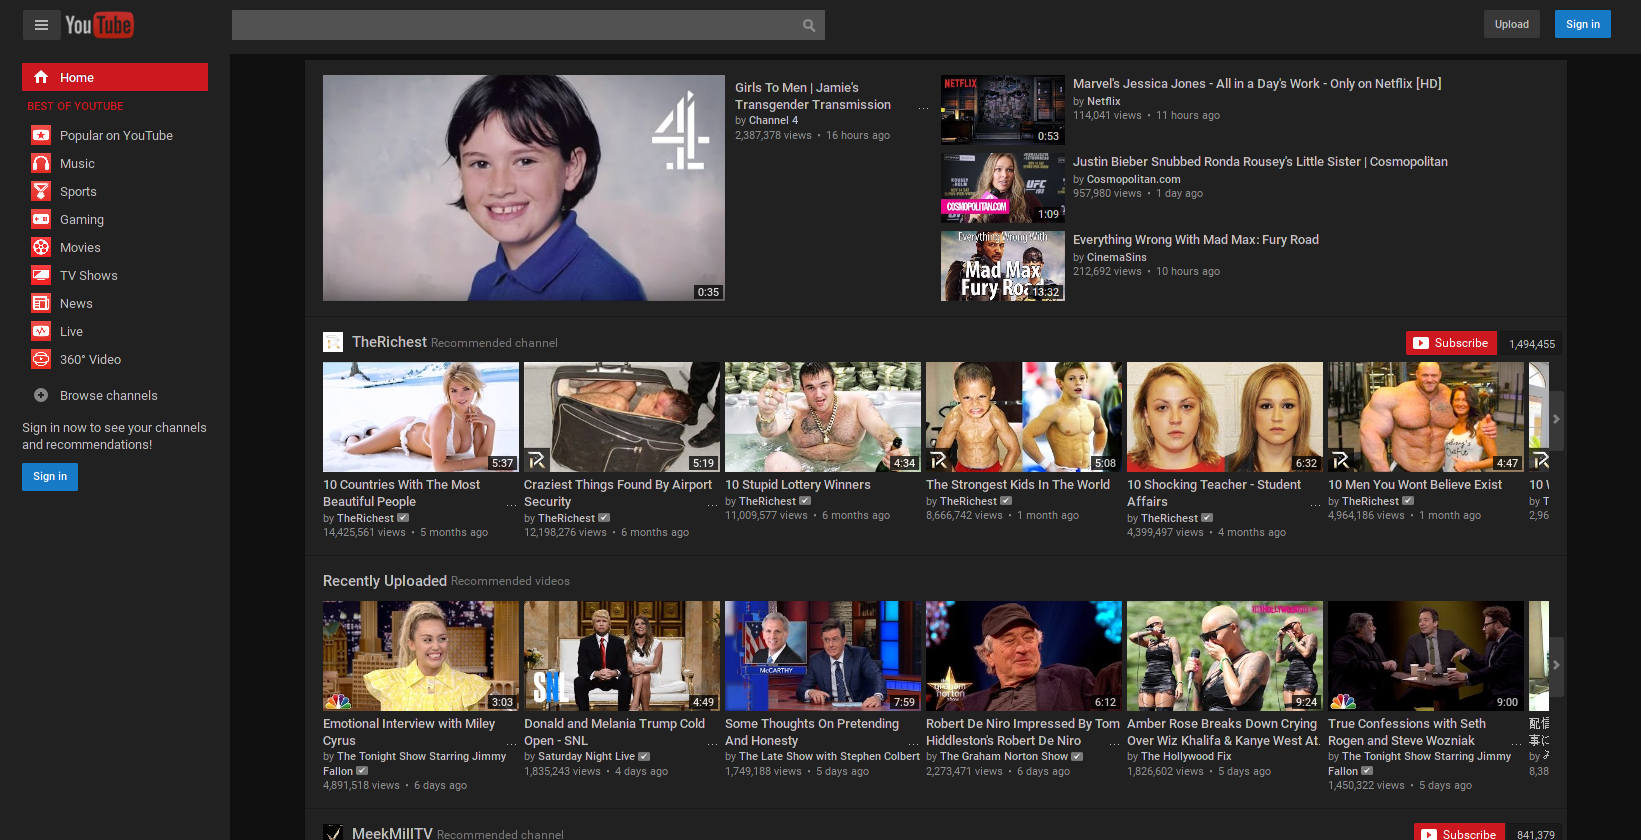 YouTube
Upload
Sign in
Home
BEST OF YOUTUBE
Popular on YouTube
Music
Sports
Gaming
Movies
TV Shows
News
Live
360° Video
Browse channels
Sign in now to see your channels
and recommendations!
Sign in
0:35
Girls To Men | Jamie's
Transgender Transmission
...
by Channel 4
2,387,378 views • 16 hours ago
NETFLIX
0:53
Marvel's Jessica Jones - All in a Day's Work - Only on Netflix [HD]
by Netflix
114,041 views • 11 hours ago
UFC
COSMOPOLITAN.COM
1:09
Justin Bieber Snubbed Ronda Rousey's Little Sister | Cosmopolitan
by Cosmopolitan.com
957,980 views • 1 day ago
Everything Wrong With
Mad Max
Fury Road
13:32
Everything Wrong With Mad Max: Fury Road
by CinemaSins
212,692 views • 10 hours ago
TheRichest Recommended channel
Subscribe 1,494,455
5:37
10 Countries With The Most
Beautiful People
...
by TheRichest
14,425,561 views • 5 months ago
5:19
Craziest Things Found By Airport
Security
...
by TheRichest
12,198,276 views • 6 months ago
4:34
10 Stupid Lottery Winners
by TheRichest
11,009,577 views • 6 months ago
5:08
The Strongest Kids In The World
by TheRichest
8,666,742 views • 1 month ago
6:32
10 Shocking Teacher - Student
Affairs
...
by TheRichest
4,399,497 views • 4 months ago
4:47
10 Men You Wont Believe Exist
by TheRichest
4,964,186 views • 1 month ago
10
by T
2,96
Recently Uploaded Recommended videos
3:03
Emotional Interview with Miley
Cyrus
...
by The Tonight Show Starring Jimmy
Fallon
4,891,518 views • 6 days ago
SNL
4:49
Donald and Melania Trump Cold
Open - SNL
...
by Saturday Night Live
1,835,243 views • 4 days ago
McCARTHY
7:59
Some Thoughts On Pretending
And Honesty
...
by The Late Show with Stephen Colbert
1,749,188 views • 5 days ago
graham
norton
show
6:12
Robert De Niro Impressed By Tom
Hiddleston's Robert De Niro
...
by The Graham Norton Show
2,273,471 views • 6 days ago
9:24
Amber Rose Breaks Down Crying
Over Wiz Khalifa & Kanye West At
by The Hollywood Fix
1,826,602 views • 5 days ago
9:00
True Confessions with Seth
Rogen and Steve Wozniak
...
by The Tonight Show Starring Jimmy
Fallon
1,450,322 views • 5 days ago
配信
事に
by
8,38
MeekMillTV Recommended channel
Subscribe 841,379